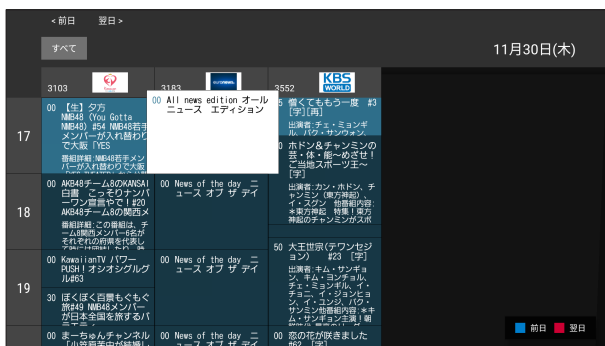 <前日 翌日>
すべて
11月30日(木)
3103
3183
3552
KBS
WORLD
17
00 【生】夕方
NMB48 (You Gotta
NMB48) #54 NMB48若手
メンバーが入れ替わり
で大阪「YES
番組詳細:NMB48若手メン
バーが入れ替わりで大阪
00 All news edition オール
ニュース エディション
憎くてももう一度 #3
[字][再]
出演者:チェ・ミョンギ
ル、パク・サンウォン、
ホドン&チャンミンの
芸・体・能～めざせ!
ご当地スポーツ王～
[字]
出演者:カン・ホドン、チ
ャンミン(東方神起)、
イ・スグン 他番組内容:
*東方神起 特集!東方
神起のチャンミンがスポ
18
00 AKB48チーム8のKANSAI
白書 こっそりナンバ
ーワン宣言やで!#20
AKB48チーム8の関西メ
番組詳細:この番組は、チ
ーム8関西メンバー6名が
それぞれの府県を代表し
00 News of the day ニ
ュース オブ ザ デイ
50 大王世宗(テワンセジ
ョン) #23 [字]
出演者:キム・サンギョ
ン、キム・ヨンチョル、
チェ・ミョンギル、イ・
チョニ、イ・ジョンヒョ
ン、イ・ユンジ、パク・
サンミン他番組内容:*キ
ム・サンギョン主演!朝
19
00 KawaiianTV パワー
PUSH!オシオシグルグ
ル#63
30 ぼくぼく百景もぐもぐ
旅#49 NMB48メンバー
が日本全国を旅するバ
00 News of the day ニ
ュース オブ ザ デイ
前日 翌日
00 まーちゅんチャンネル
00 News of the day ニ
00 恋の花が咲きました
#62 [字]